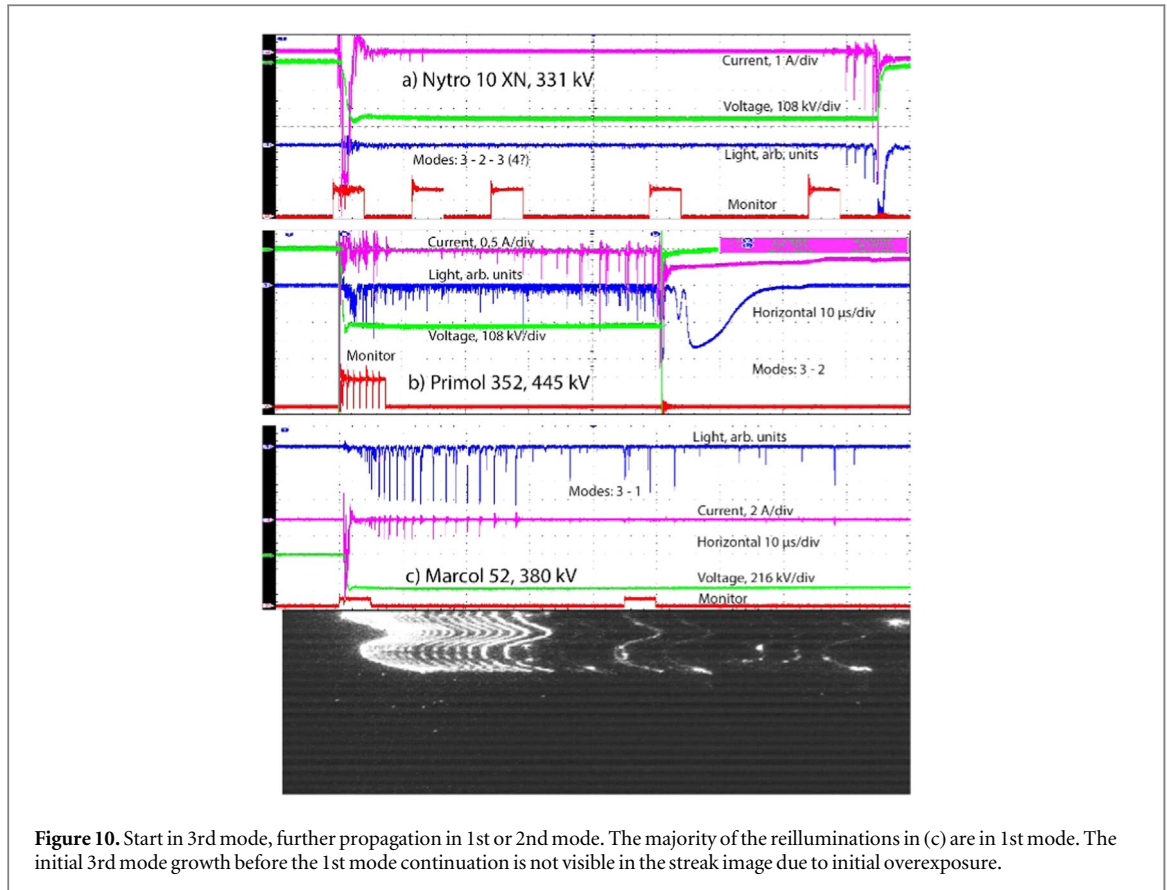 Current, 1 A/div
a) Nytro 10 XN, 331 kV
Voltage, 108 kV/div
Modes: 3 - 2 - 3 (4?)
Light, arb. units
Monitor
Current, 0.5 A/div
Light, arb. units
Horizontal 10 µs/div
Voltage, 108 kV/div
Monitor
Modes: 3 - 2
b) Primol 352, 445 kV
Light, arb. units
Modes: 3 - 1
Current, 2 A/div
Horizontal 10 µs/div
c) Marcol 52, 380 kV
Voltage, 216 kV/div
Monitor
Figure 10. Start in 3rd mode, further propagation in 1st or 2nd mode. The majority of the reilluminations in (c) are in 1st mode. The
initial 3rd mode growth before the 1st mode continuation is not visible in the streak image due to initial overexposure.